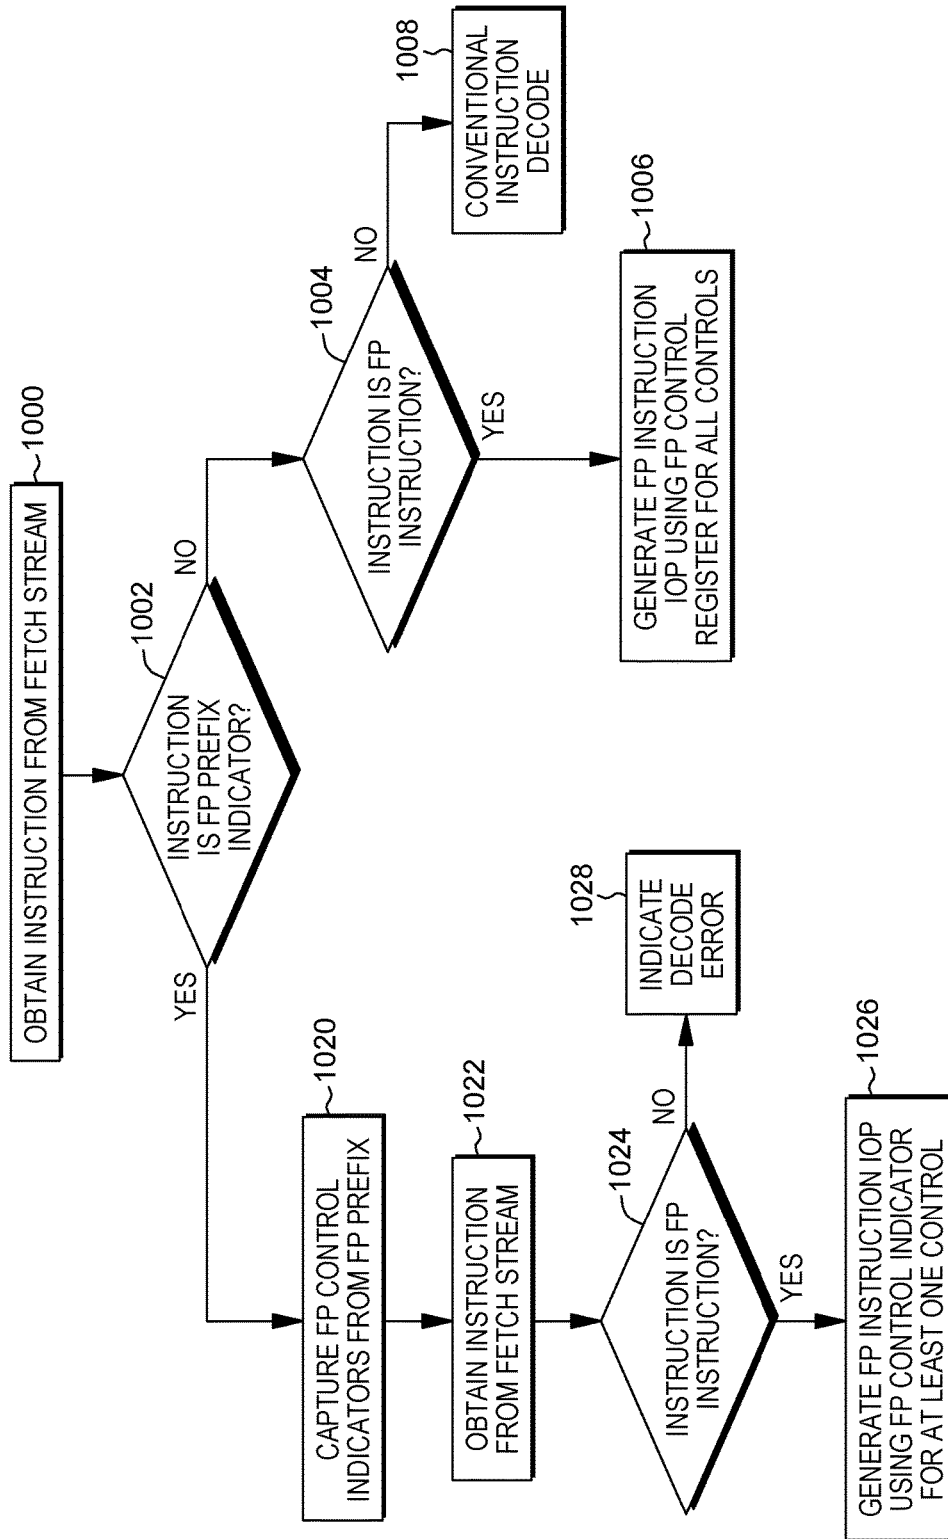 OBTAIN INSTRUCTION FROM FETCH STREAM
1000
INSTRUCTION
IS FP PREFIX
INDICATOR?
1002
YES
NO
CAPTURE FP CONTROL
INDICATORS FROM FP PREFIX
1020
OBTAIN INSTRUCTION
FROM FETCH STREAM
1022
INSTRUCTION IS FP
INSTRUCTION?
1024
NO
INDICATE
DECODE
ERROR
1028
YES
GENERATE FP INSTRUCTION IOP
USING FP CONTROL INDICATOR
FOR AT LEAST ONE CONTROL
1026
INSTRUCTION IS FP
INSTRUCTION?
1004
NO
CONVENTIONAL
INSTRUCTION
DECODE
1008
YES
GENERATE FP INSTRUCTION
IOP USING FP CONTROL
REGISTER FOR ALL CONTROLS
1006